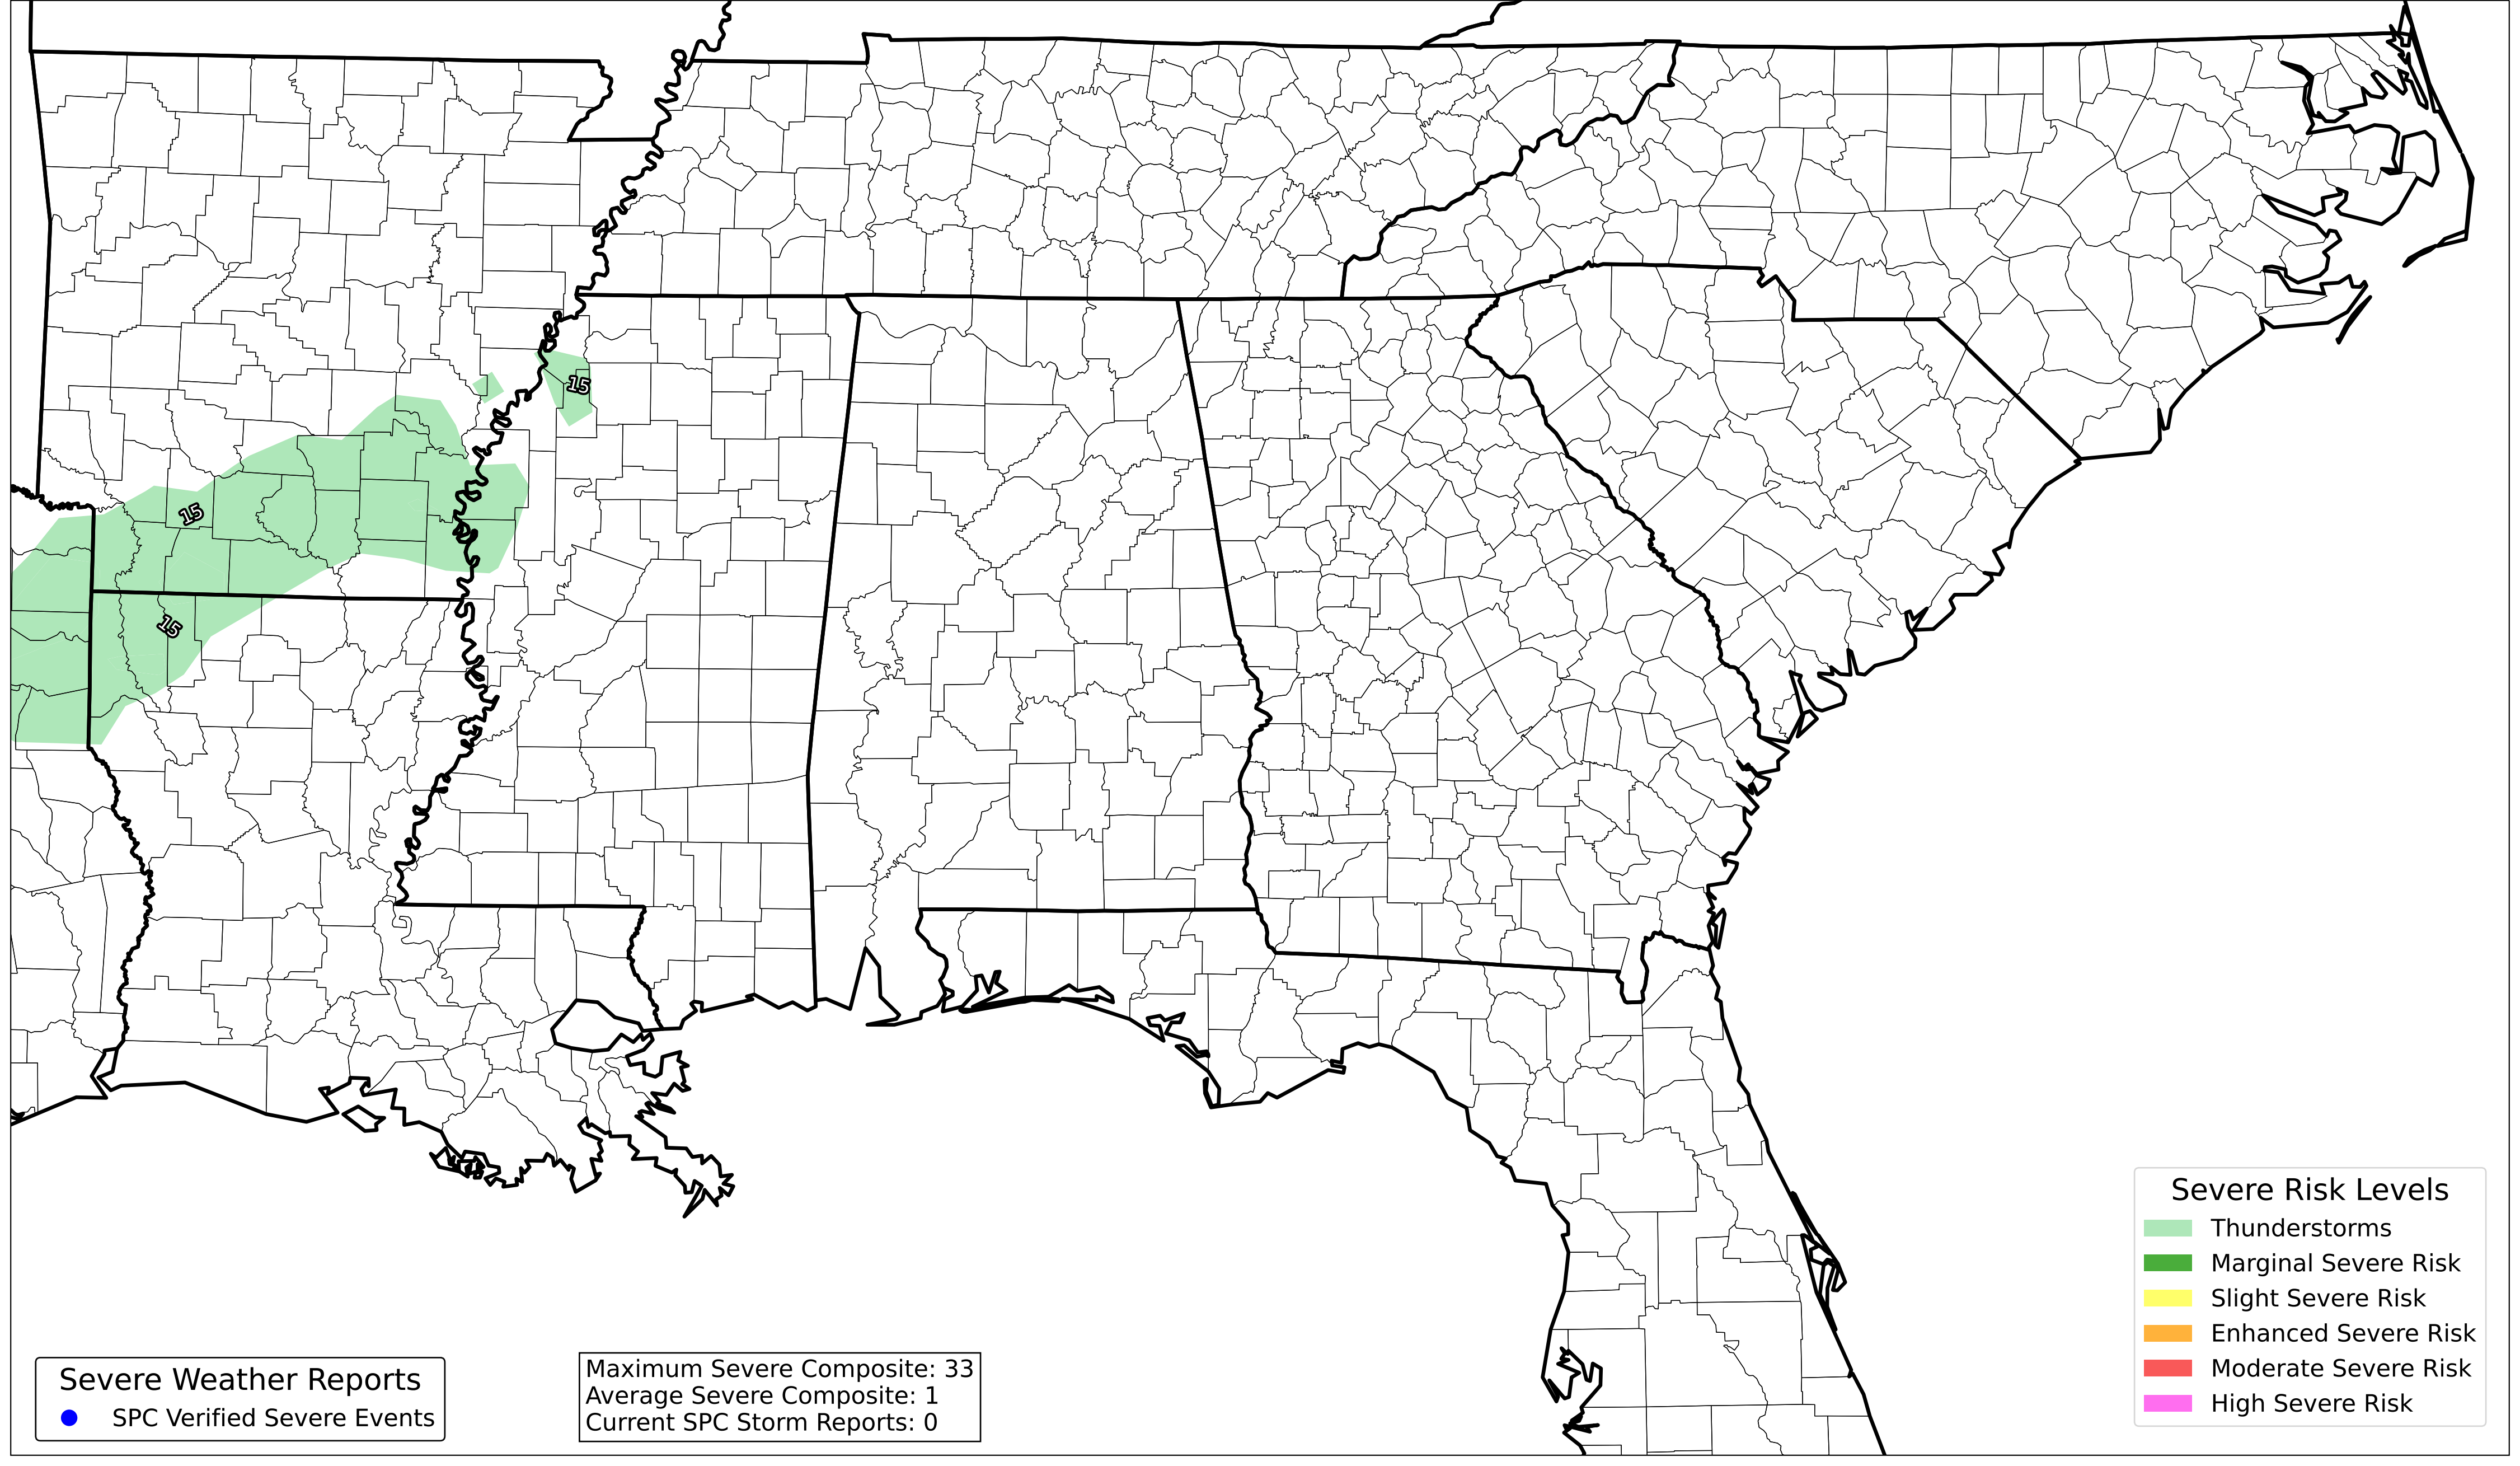 15
15
15
Severe Weather Reports
SPC Verified Severe Events
Maximum Severe Composite: 33
Average Severe Composite: 1
Current SPC Storm Reports: 0
Severe Risk Levels
Thunderstorms
Marginal Severe Risk
Slight Severe Risk
Enhanced Severe Risk
Moderate Severe Risk
High Severe Risk